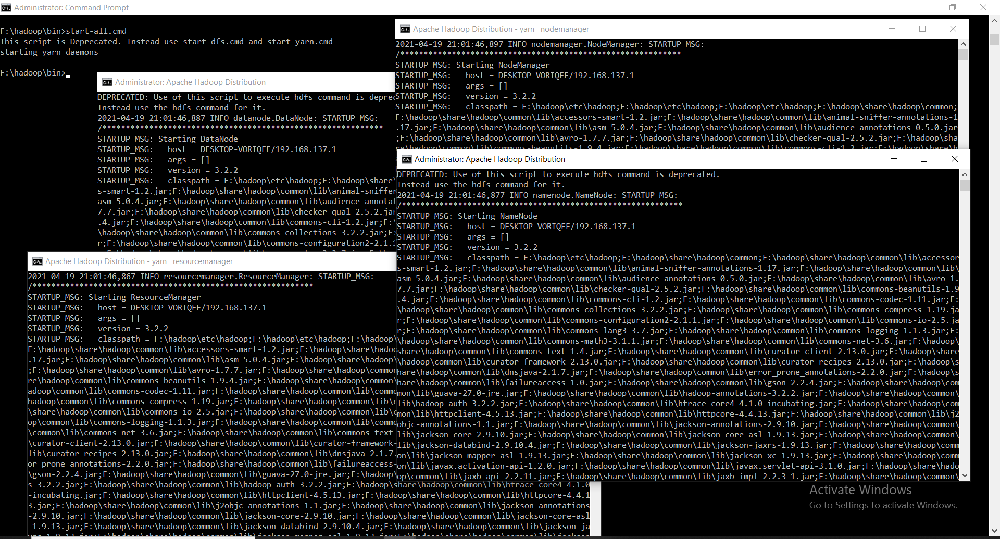 Administrator: Command Prompt
F:\hadoop\bin>start-all.cmd
This script is Deprecated. Instead use start-dfs.cmd and start-yarn.cmd
starting yarn daemons
F:\hadoop\bin>
Apache Hadoop Distribution - yarn   nodemanager
2021-04-19 21:01:46,897 INFO nodemanager.NodeManager: STARTUP_MSG:
/************************************************************
STARTUP_MSG: Starting NodeManager
STARTUP_MSG:   host = DESKTOP-VORIQEF/192.168.137.1
STARTUP_MSG:   args = []
STARTUP_MSG:   version = 3.2.2
STARTUP_MSG:   classpath = F:\hadoop\etc\hadoop;F:\hadoop\etc\hadoop;F:\hadoop\etc\hadoop;F:\hadoop\share\hadoop\common;
F:\hadoop\share\hadoop\common\lib\accessors-smart-1.2.jar;F:\hadoop\share\hadoop\common\lib\animal-sniffer-annotations-1
.17.jar;F:\hadoop\share\hadoop\common\lib\asm-5.0.4.jar;F:\hadoop\share\hadoop\common\lib\audience-annotations-0.5.0.jar
;F:\hadoop\share\hadoop\common\lib\avro-1.7.7.jar;F:\hadoop\share\hadoop\common\lib\checker-qual-2.5.2.jar;F:\hadoop\sha
re\hadoop\common\lib\commons-beanutils-1.9.4.jar;F:\hadoop\share\hadoop\common\lib\commons-cli-1.2.jar;F:\hadoop\share\h
Administrator: Apache Hadoop Distribution
DEPRECATED: Use of this script to execute hdfs command is deprec
Instead use the hdfs command for it.
2021-04-19 21:01:46,887 INFO datanode.DataNode: STARTUP_MSG:
/************************************************************
STARTUP_MSG: Starting DataNode
STARTUP_MSG:   host = DESKTOP-VORIQEF/192.168.137.1
STARTUP_MSG:   args = []
STARTUP_MSG:   version = 3.2.2
STARTUP_MSG:   classpath = F:\hadoop\etc\hadoop;F:\hadoop\share\
s-smart-1.2.jar;F:\hadoop\share\hadoop\common\lib\animal-sniffer
asm-5.0.4.jar;F:\hadoop\share\hadoop\common\lib\audience-annotat
7.7.jar;F:\hadoop\share\hadoop\common\lib\checker-qual-2.5.2.jar
.4.jar;F:\hadoop\share\hadoop\common\lib\commons-cli-1.2.jar;F:\
\hadoop\share\hadoop\common\lib\commons-collections-3.2.2.jar;F:
r;F:\hadoop\share\hadoop\common\lib\commons-configuration2-2.1.1
Administrator: Apache Hadoop Distribution
DEPRECATED: Use of this script to execute hdfs command is deprecated.
Instead use the hdfs command for it.
2021-04-19 21:01:46,877 INFO namenode.NameNode: STARTUP_MSG:
/************************************************************
STARTUP_MSG: Starting NameNode
STARTUP_MSG:   host = DESKTOP-VORIQEF/192.168.137.1
STARTUP_MSG:   args = []
STARTUP_MSG:   version = 3.2.2
STARTUP_MSG:   classpath = F:\hadoop\etc\hadoop;F:\hadoop\share\hadoop\common;F:\hadoop\share\hadoop\common\lib\accessor
s-smart-1.2.jar;F:\hadoop\share\hadoop\common\lib\animal-sniffer-annotations-1.17.jar;F:\hadoop\share\hadoop\common\lib\
asm-5.0.4.jar;F:\hadoop\share\hadoop\common\lib\audience-annotations-0.5.0.jar;F:\hadoop\share\hadoop\common\lib\avro-1.
7.7.jar;F:\hadoop\share\hadoop\common\lib\checker-qual-2.5.2.jar;F:\hadoop\share\hadoop\common\lib\commons-beanutils-1.9
.4.jar;F:\hadoop\share\hadoop\common\lib\commons-cli-1.2.jar;F:\hadoop\share\hadoop\common\lib\commons-codec-1.11.jar;F:
\hadoop\share\hadoop\common\lib\commons-collections-3.2.2.jar;F:\hadoop\share\hadoop\common\lib\commons-compress-1.19.ja
r;F:\hadoop\share\hadoop\common\lib\commons-configuration2-2.1.1.jar;F:\hadoop\share\hadoop\common\lib\commons-io-2.5.ja
r;F:\hadoop\share\hadoop\common\lib\commons-lang3-3.7.jar;F:\hadoop\share\hadoop\common\lib\commons-logging-1.1.3.jar;F:
\hadoop\share\hadoop\common\lib\commons-math3-3.1.1.jar;F:\hadoop\share\hadoop\common\lib\commons-net-3.6.jar;F:\hadoop\
share\hadoop\common\lib\commons-text-1.4.jar;F:\hadoop\share\hadoop\common\lib\curator-client-2.13.0.jar;F:\hadoop\share
\hadoop\common\lib\curator-framework-2.13.0.jar;F:\hadoop\share\hadoop\common\lib\curator-recipes-2.13.0.jar;F:\hadoop\s
hare\hadoop\common\lib\dnsjava-2.1.7.jar;F:\hadoop\share\hadoop\common\lib\error_prone_annotations-2.2.0.jar;F:\hadoop\s
hare\hadoop\common\lib\failureaccess-1.0.jar;F:\hadoop\share\hadoop\common\lib\gson-2.2.4.jar;F:\hadoop\share\hadoop\com
mon\lib\guava-27.0-jre.jar;F:\hadoop\share\hadoop\common\lib\hadoop-annotations-3.2.2.jar;F:\hadoop\share\hadoop\common\
lib\hadoop-auth-3.2.2.jar;F:\hadoop\share\hadoop\common\lib\htrace-core4-4.1.0-incubating.jar;F:\hadoop\share\hadoop\com
mon\lib\httpclient-4.5.13.jar;F:\hadoop\share\hadoop\common\lib\httpcore-4.4.13.jar;F:\hadoop\share\hadoop\common\lib\j2
objc-annotations-1.1.jar;F:\hadoop\share\hadoop\common\lib\jackson-annotations-2.9.10.jar;F:\hadoop\share\hadoop\common\
lib\jackson-core-2.9.10.jar;F:\hadoop\share\hadoop\common\lib\jackson-core-asl-1.9.13.jar;F:\hadoop\share\hadoop\common\
lib\jackson-databind-2.9.10.4.jar;F:\hadoop\share\hadoop\common\lib\jackson-jaxrs-1.9.13.jar;F:\hadoop\share\hadoop\comm
on\lib\jackson-mapper-asl-1.9.13.jar;F:\hadoop\share\hadoop\common\lib\jackson-xc-1.9.13.jar;F:\hadoop\share\hadoop\comm
on\lib\javax.activation-api-1.2.0.jar;F:\hadoop\share\hadoop\common\lib\javax.servlet-api-3.1.0.jar;F:\hadoop\share\hado
op\common\lib\jaxb-api-2.2.11.jar;F:\hadoop\share\hadoop\common\lib\jaxb-impl-2.2.3-1.jar;F:\hadoop\share\hadoop\common\
Apache Hadoop Distribution - yarn   resourcemanager
2021-04-19 21:01:46,867 INFO resourcemanager.ResourceManager: STARTUP_MSG:
/************************************************************
STARTUP_MSG: Starting ResourceManager
STARTUP_MSG:   host = DESKTOP-VORIQEF/192.168.137.1
STARTUP_MSG:   args = []
STARTUP_MSG:   version = 3.2.2
STARTUP_MSG:   classpath = F:\hadoop\etc\hadoop;F:\hadoop\etc\hadoop;F:\hadoop\
F:\hadoop\share\hadoop\common\lib\accessors-smart-1.2.jar;F:\hadoop\share\hadoo
.17.jar;F:\hadoop\share\hadoop\common\lib\asm-5.0.4.jar;F:\hadoop\share\hadoop\
;F:\hadoop\share\hadoop\common\lib\avro-1.7.7.jar;F:\hadoop\share\hadoop\common
re\hadoop\common\lib\commons-beanutils-1.9.4.jar;F:\hadoop\share\hadoop\common\
adoop\common\lib\commons-codec-1.11.jar;F:\hadoop\share\hadoop\common\lib\commo
hadoop\common\lib\commons-compress-1.19.jar;F:\hadoop\share\hadoop\common\lib\c
\share\hadoop\common\lib\commons-io-2.5.jar;F:\hadoop\share\hadoop\common\lib\c
op\common\lib\commons-logging-1.1.3.jar;F:\hadoop\share\hadoop\common\lib\commo
\common\lib\commons-net-3.6.jar;F:\hadoop\share\hadoop\common\lib\commons-text-
\curator-client-2.13.0.jar;F:\hadoop\share\hadoop\common\lib\curator-framework-
lib\curator-recipes-2.13.0.jar;F:\hadoop\share\hadoop\common\lib\dnsjava-2.1.7.
or_prone_annotations-2.2.0.jar;F:\hadoop\share\hadoop\common\lib\failureaccess-
\gson-2.2.4.jar;F:\hadoop\share\hadoop\common\lib\guava-27.0-jre.jar;F:\hadoop\
s-3.2.2.jar;F:\hadoop\share\hadoop\common\lib\hadoop-auth-3.2.2.jar;F:\hadoop\share\hadoop\common\lib\htrace-core4-4.1.0
-incubating.jar;F:\hadoop\share\hadoop\common\lib\httpclient-4.5.13.jar;F:\hadoop\share\hadoop\common\lib\httpcore-4.4.1
3.jar;F:\hadoop\share\hadoop\common\lib\j2objc-annotations-1.1.jar;F:\hadoop\share\hadoop\common\lib\jackson-annotations
-2.9.10.jar;F:\hadoop\share\hadoop\common\lib\jackson-core-2.9.10.jar;F:\hadoop\share\hadoop\common\lib\jackson-core-asl
-1.9.13.jar;F:\hadoop\share\hadoop\common\lib\jackson-databind-2.9.10.4.jar;F:\hadoop\share\hadoop\common\lib\jackson-ja
xrs-1.9.13.jar;F:\hadoop\share\hadoop\common\lib\jackson-mapper-asl-1.9.13.jar;F:\hadoop\share\hadoop\common\lib\jackson
Activate Windows
Go to Settings to activate Windows.